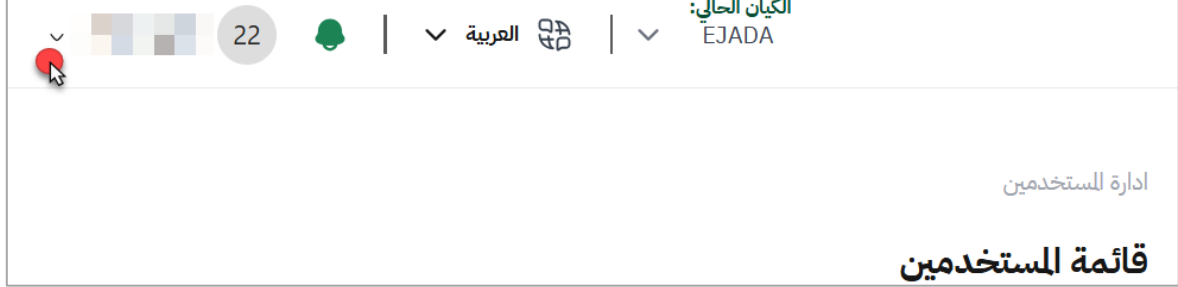 الكيان الحالي:
EJADA
العربية
22
ادارة المستخدمين
قائمة المستخدمين